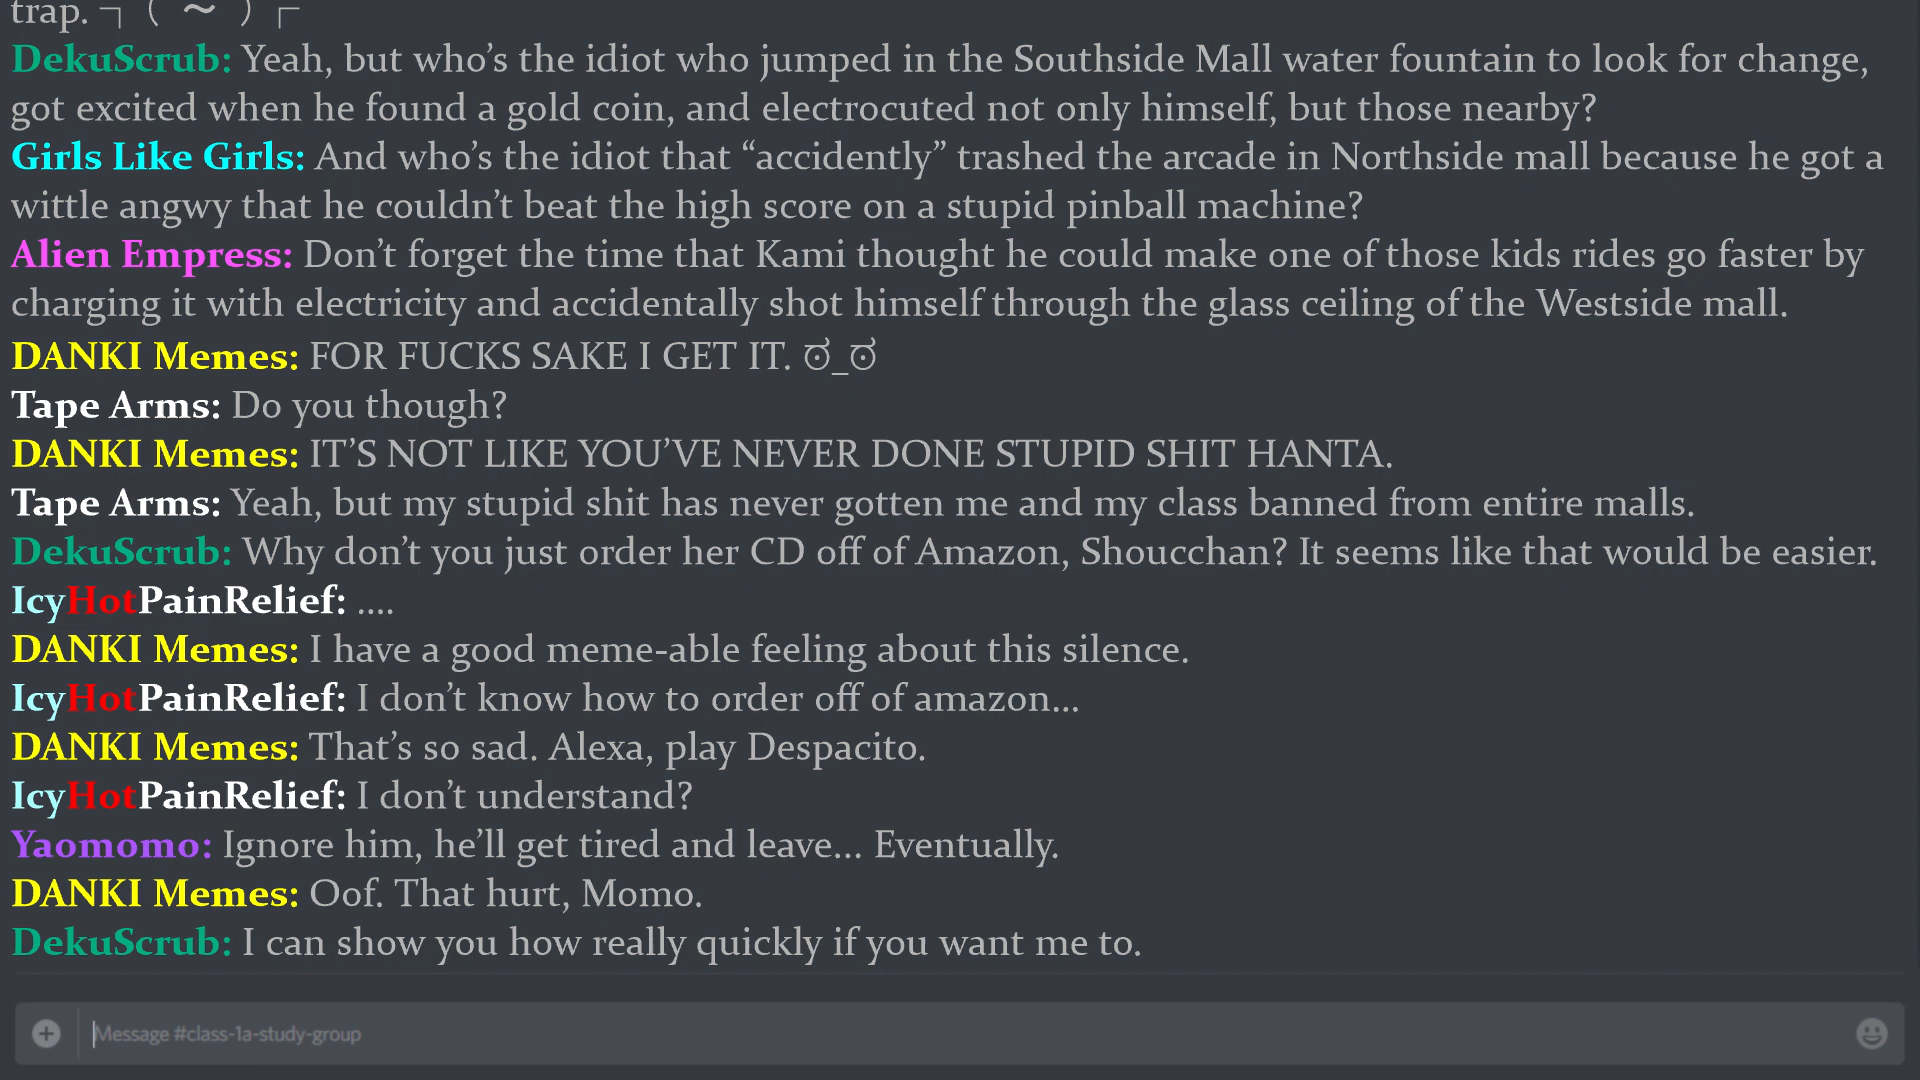 trap. ┐( ~ )┌
DekuScrub: Yeah, but who’s the idiot who jumped in the Southside Mall water fountain to look for change,
got excited when he found a gold coin, and electrocuted not only himself, but those nearby?
Girls Like Girls: And who’s the idiot that “accidently” trashed the arcade in Northside mall because he got a
wittle angwy that he couldn’t beat the high score on a stupid pinball machine?
Alien Empress: Don’t forget the time that Kami thought he could make one of those kids rides go faster by
charging it with electricity and accidentally shot himself through the glass ceiling of the Westside mall.
DANKI Memes: FOR FUCKS SAKE I GET IT. ಠ_ಠ
Tape Arms: Do you though?
DANKI Memes: IT’S NOT LIKE YOU’VE NEVER DONE STUPID SHIT HANTA.
Tape Arms: Yeah, but my stupid shit has never gotten me and my class banned from entire malls.
DekuScrub: Why don’t you just order her CD off of Amazon, Shoucchan? It seems like that would be easier.
IcyHotPainRelief: ....
DANKI Memes: I have a good meme-able feeling about this silence.
IcyHotPainRelief: I don’t know how to order off of amazon...
DANKI Memes: That’s so sad. Alexa, play Despacito.
IcyHotPainRelief: I don’t understand?
Yaomomo: Ignore him, he’ll get tired and leave... Eventually.
DANKI Memes: Oof. That hurt, Momo.
DekuScrub: I can show you how really quickly if you want me to.
Message #class-1a-study-group